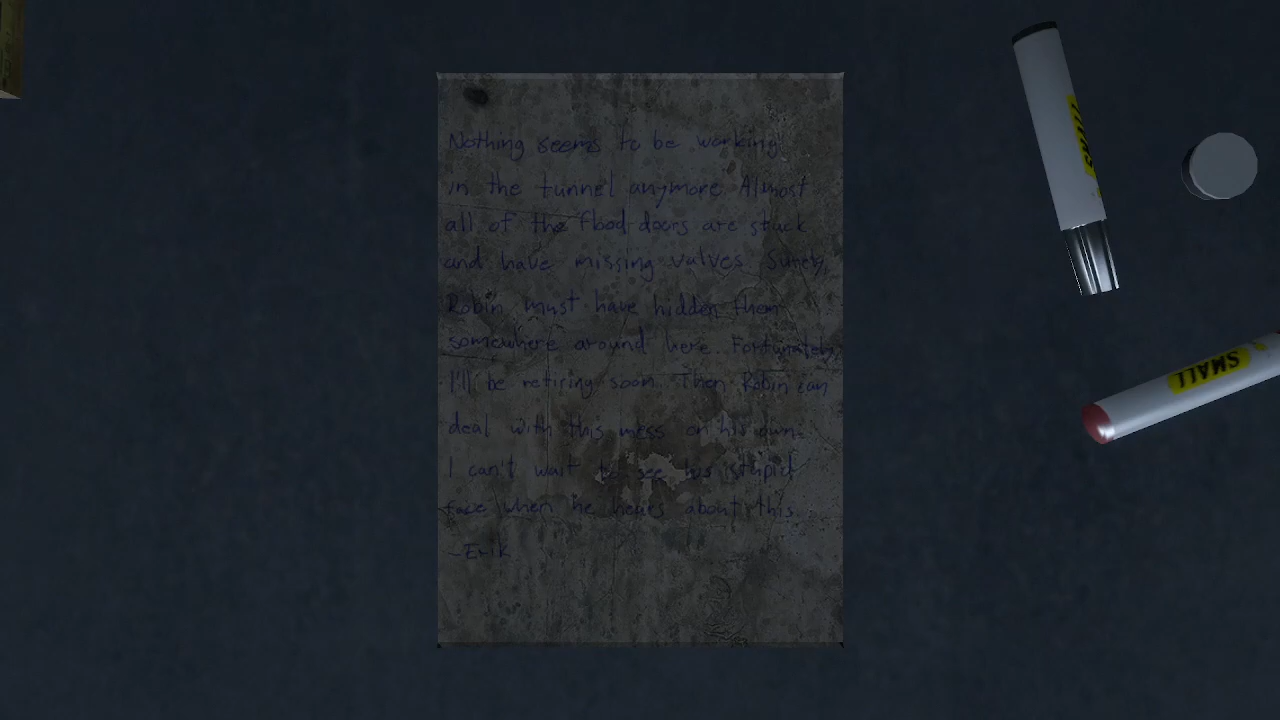 Nothing seems to be working
in the tunnel anymore Almost
all of the flood doors are stuck
and have missing valves. Surely,
Robin must have hidden them
somewhere around here. Fortunately,
I'll be retiring soon. Then Robin can
deal with this mess on his own.
I can't wait to see his stupid
face when he hears about this.
~Erik
SMALL
SMALL